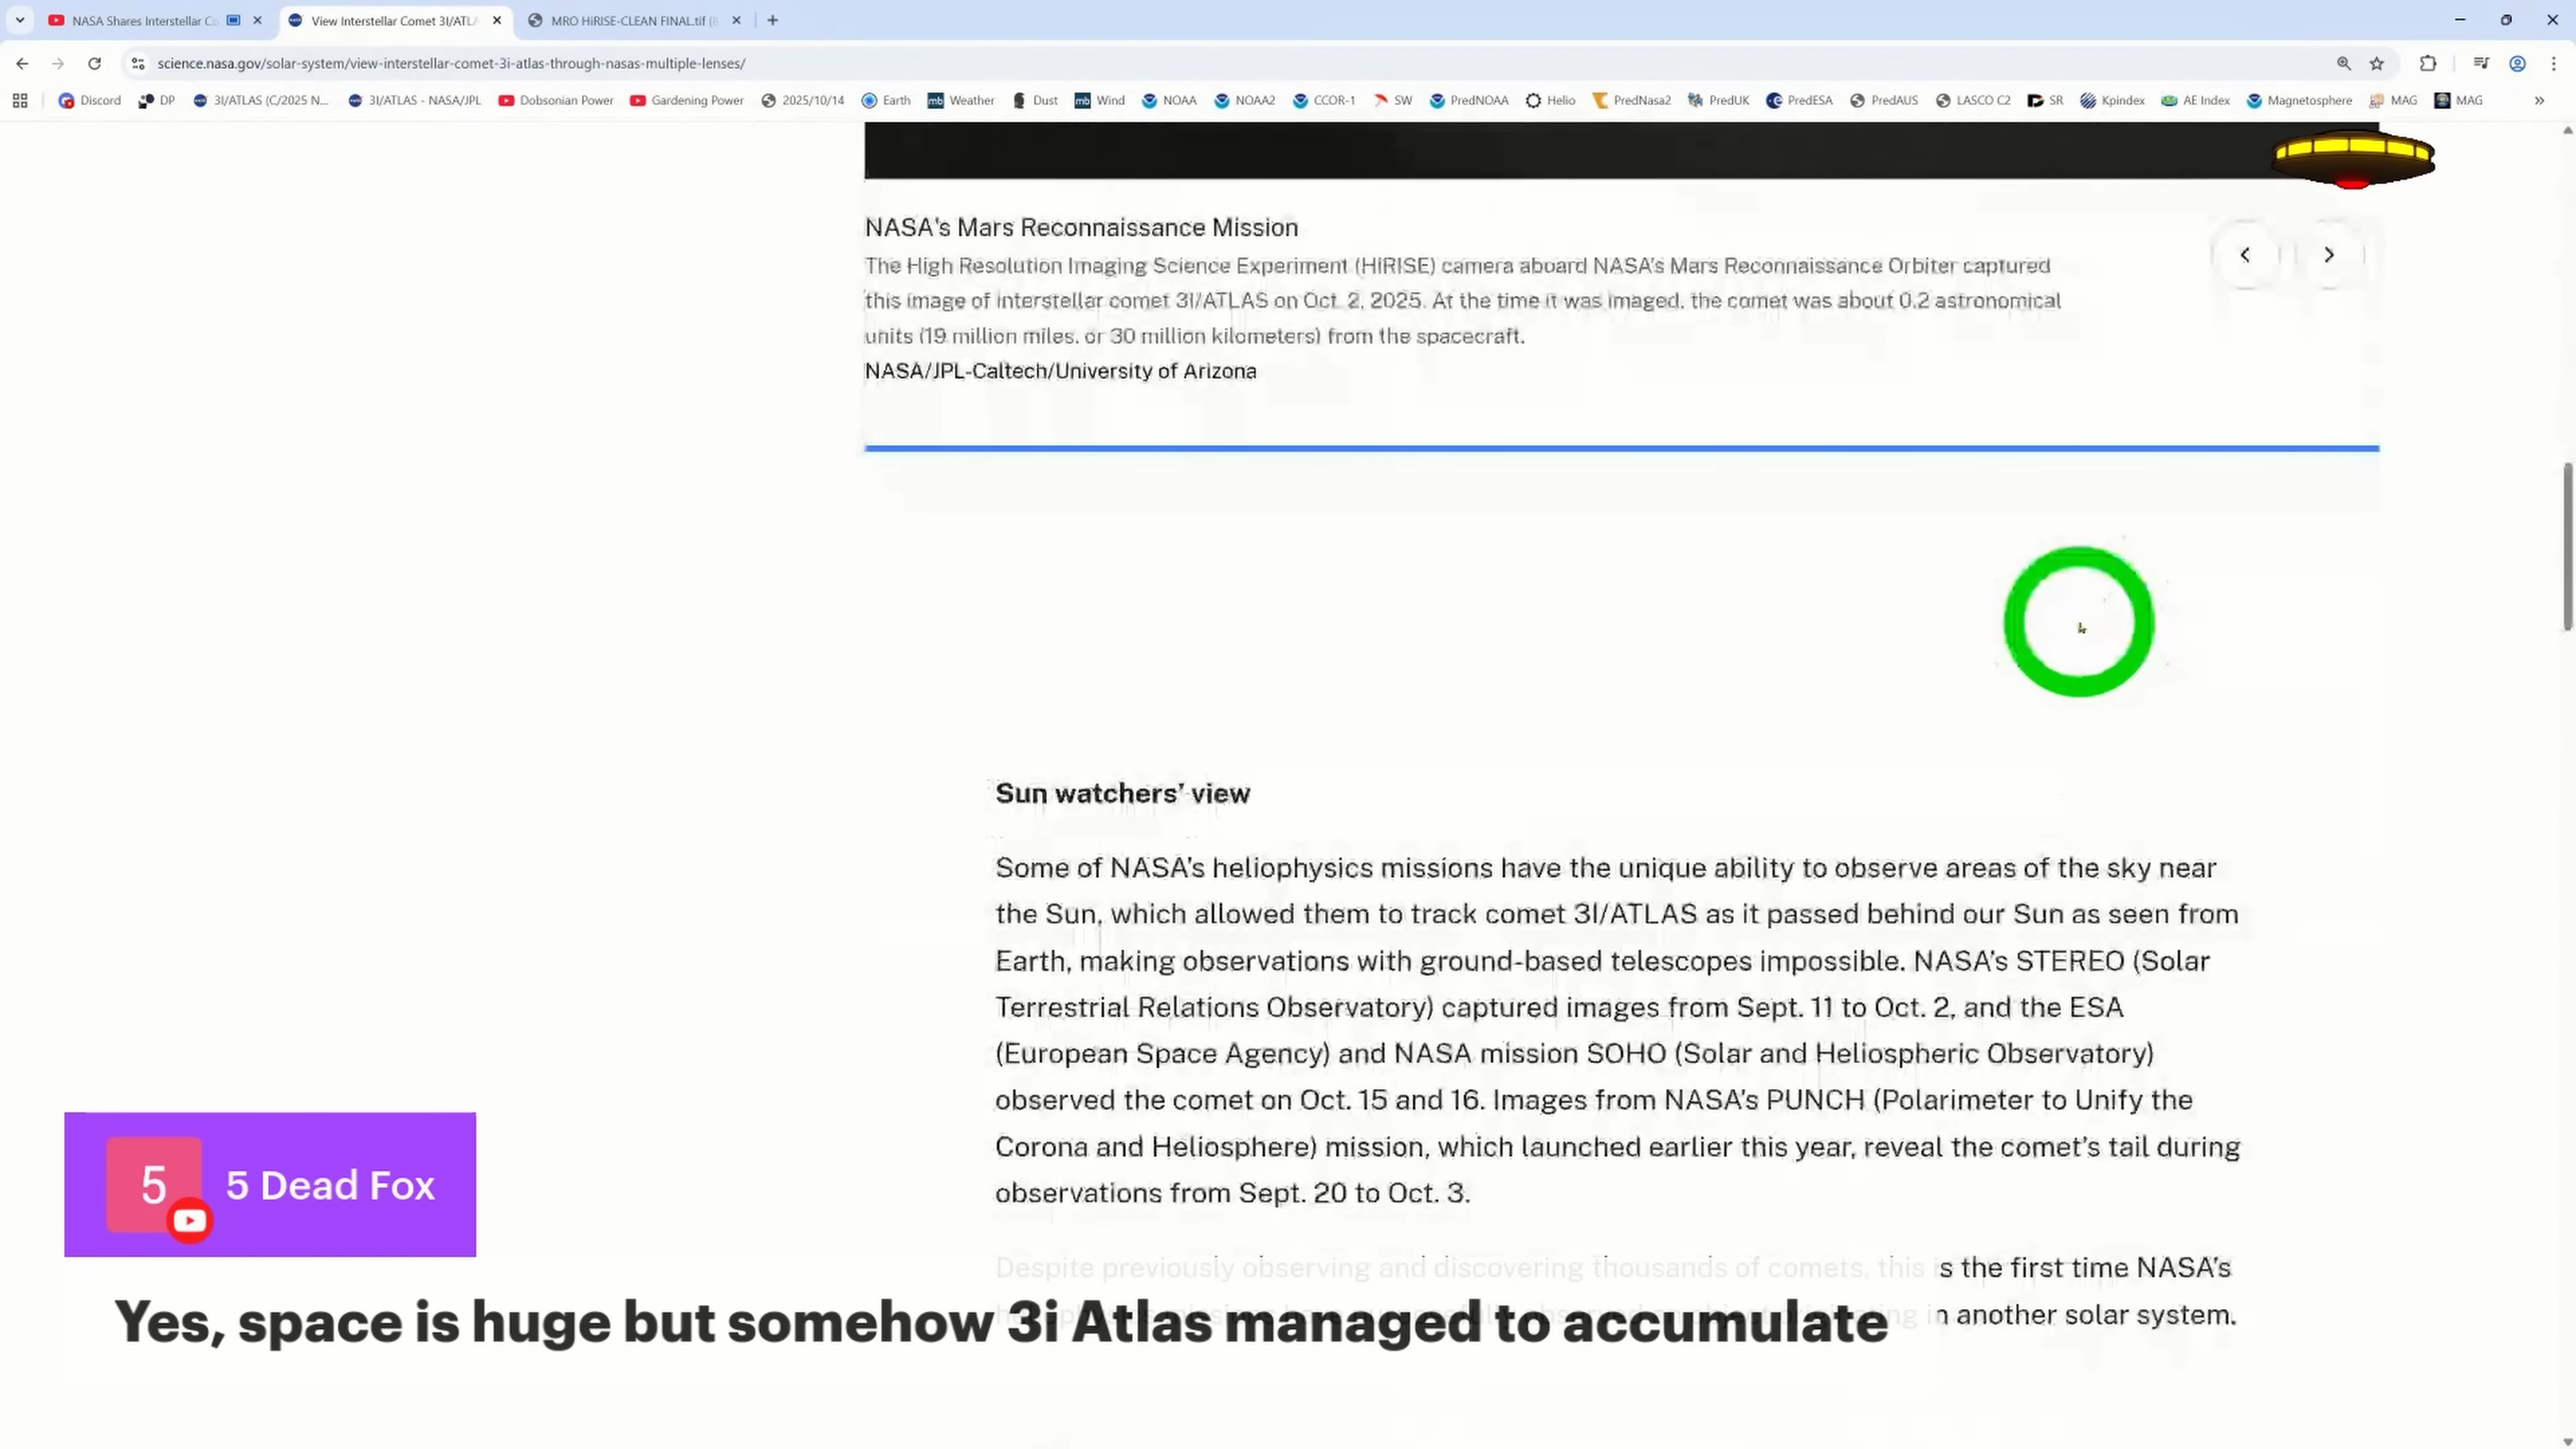 NASA Shares Interstellar Co
View Interstellar Comet 3I/ATLA
MRO HiRISE-CLEAN FINAL.tif (8
science.nasa.gov/solar-system/view-interstellar-comet-3i-atlas-through-nasas-multiple-lenses/
Discord DP 3I/ATLAS (C/2025 N... 3I/ATLAS - NASA/JPL Dobsonian Power Gardening Power 2025/10/14 Earth Weather Dust Wind NOAA NOAA2 CCOR-1 SW PredNOAA Helio PredNasa2 PredUK PredESA PredAUS LASCO C2 SR Kpindex AE Index Magnetosphere MAG MAG
NASA's Mars Reconnaissance Mission
The High Resolution Imaging Science Experiment (HiRISE) camera aboard NASA's Mars Reconnaissance Orbiter captured
this image of interstellar comet 3I/ATLAS on Oct. 2, 2025. At the time it was imaged, the comet was about 0.2 astronomical
units (19 million miles, or 30 million kilometers) from the spacecraft.
NASA/JPL-Caltech/University of Arizona
Sun watchers’ view
Some of NASA’s heliophysics missions have the unique ability to observe areas of the sky near
the Sun, which allowed them to track comet 3I/ATLAS as it passed behind our Sun as seen from
Earth, making observations with ground-based telescopes impossible. NASA’s STEREO (Solar
Terrestrial Relations Observatory) captured images from Sept. 11 to Oct. 2, and the ESA
(European Space Agency) and NASA mission SOHO (Solar and Heliospheric Observatory)
observed the comet on Oct. 15 and 16. Images from NASA’s PUNCH (Polarimeter to Unify the
Corona and Heliosphere) mission, which launched earlier this year, reveal the comet’s tail during
observations from Sept. 20 to Oct. 3.
Despite previously observing and discovering thousands of comets, this is the first time NASA’s
another solar system.
5
5 Dead Fox
Yes, space is huge but somehow 3i Atlas managed to accumulate